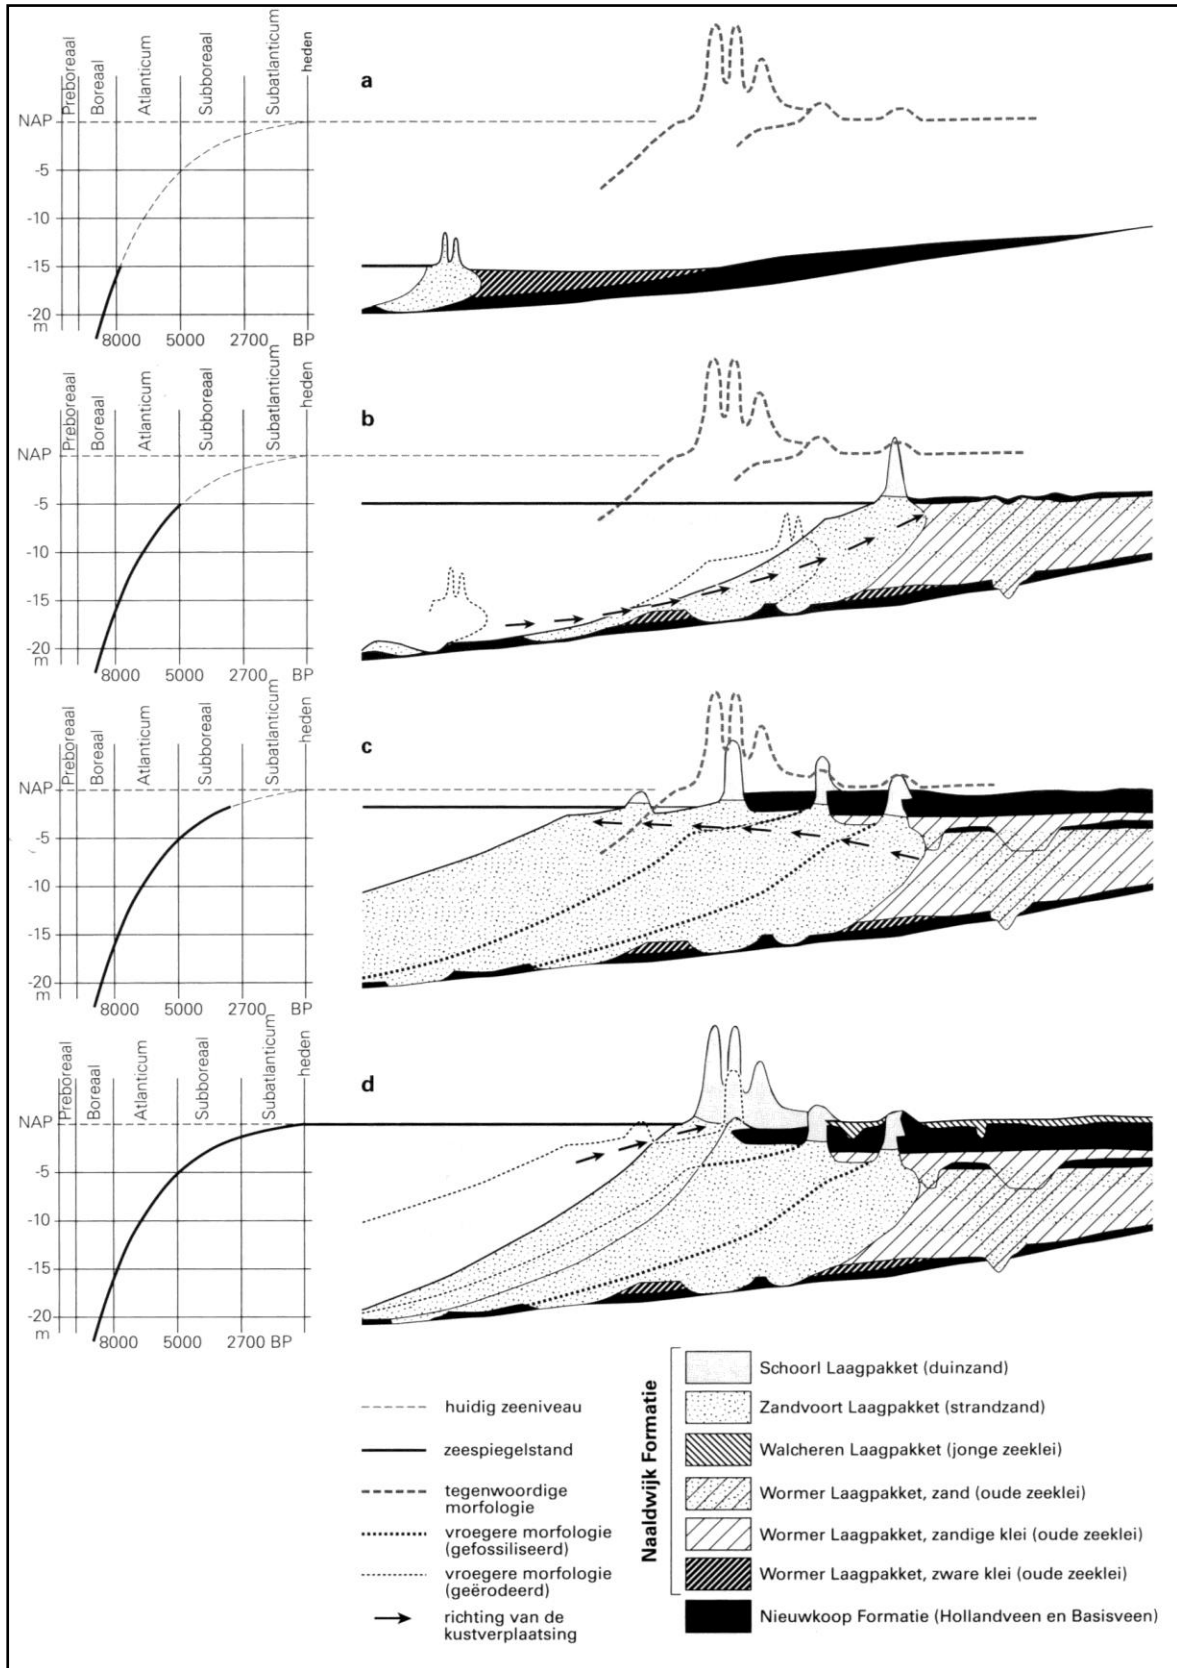 Preboreaal
Boreaal
Atlanticum
Subboreaal
Subatlanticum
heden
a
NAP
-5
-10
-15
-20
m
8000
5000
2700
BP
Preboreaal
Boreaal
Atlanticum
Subboreaal
Subatlanticum
heden
b
NAP
-5
-10
-15
-20
m
8000
5000
2700
BP
Preboreaal
Boreaal
Atlanticum
Subboreaal
Subatlanticum
heden
c
NAP
-5
-10
-15
-20
m
8000
5000
2700
BP
Preboreaal
Boreaal
Atlanticum
Subboreaal
Subatlanticum
heden
d
NAP
-5
-10
-15
-20
m
8000
5000
2700 BP
huidig zeeniveau
zeespiegelstand
tegenwoordige
morfologie
vroegere morfologie
(gefossiliseerd)
vroegere morfologie
(geërodeerd)
richting van de
kustverplaatsing
Naaldwijk Formatie
Schoorl Laagpakket (duinzand)
Zandvoort Laagpakket (strandzand)
Walcheren Laagpakket (jonge zeeklei)
Wormer Laagpakket, zand (oude zeeklei)
Wormer Laagpakket, zandige klei (oude zeeklei)
Wormer Laagpakket, zware klei (oude zeeklei)
Nieuwkoop Formatie (Hollandveen en Basisveen)